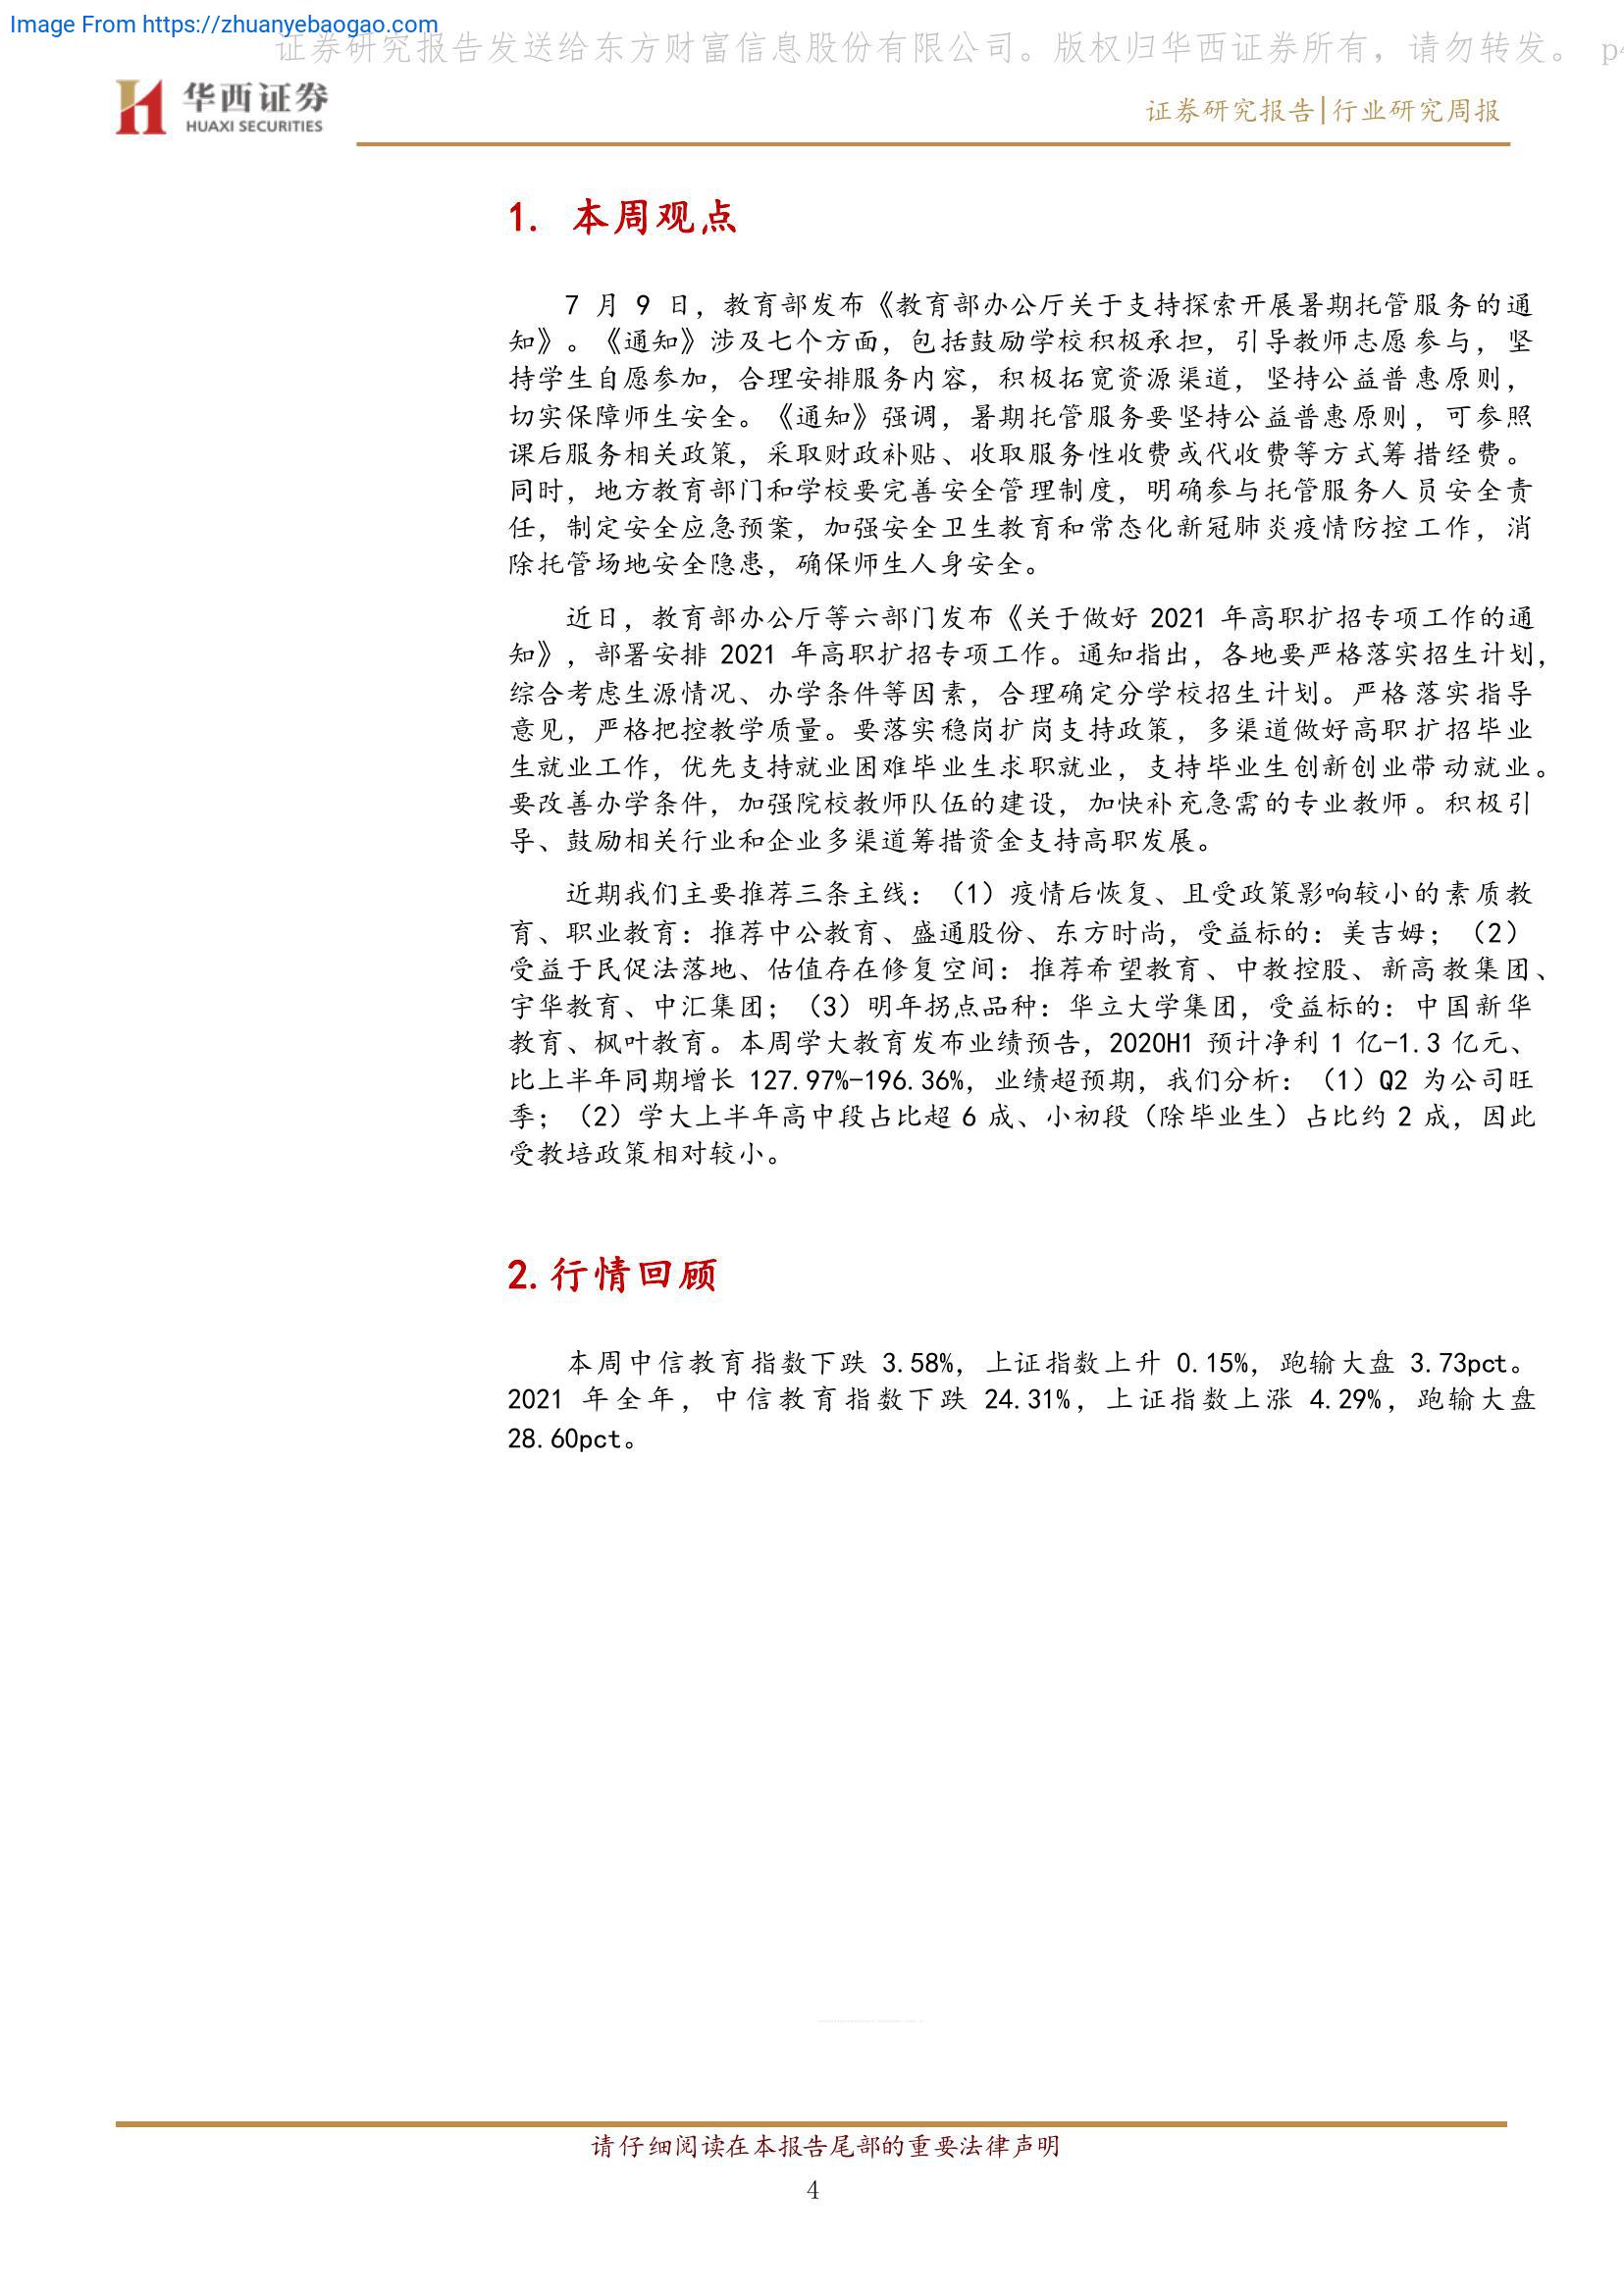 Image From https://zhuanyebaogao.com
证券研究报告发送给东方财富信息股份有限公司。版权归华西证券所有，请勿转发。 p4
华西证券
HUAXI SECURITIES
证券研究报告|行业研究周报
1. 本周观点
7 月 9 日，教育部发布《教育部办公厅关于支持探索开展暑期托管服务的通
知》。《通知》涉及七个方面，包括鼓励学校积极承担，引导教师志愿参与，坚
持学生自愿参加，合理安排服务内容，积极拓宽资源渠道，坚持公益普惠原则，
切实保障师生安全。《通知》强调，暑期托管服务要坚持公益普惠原则，可参照
课后服务相关政策，采取财政补贴、收取服务性收费或代收费等方式筹措经费。
同时，地方教育部门和学校要完善安全管理制度，明确参与托管服务人员安全责
任，制定安全应急预案，加强安全卫生教育和常态化新冠肺炎疫情防控工作，消
除托管场地安全隐患，确保师生人身安全。
近日，教育部办公厅等六部门发布《关于做好 2021 年高职扩招专项工作的通
知》，部署安排 2021 年高职扩招专项工作。通知指出，各地要严格落实招生计划，
综合考虑生源情况、办学条件等因素，合理确定分学校招生计划。严格落实指导
意见，严格把控教学质量。要落实稳岗扩岗支持政策，多渠道做好高职扩招毕业
生就业工作，优先支持就业困难毕业生求职就业，支持毕业生创新创业带动就业。
要改善办学条件，加强院校教师队伍的建设，加快补充急需的专业教师。积极引
导、鼓励相关行业和企业多渠道筹措资金支持高职发展。
近期我们主要推荐三条主线：（1）疫情后恢复、且受政策影响较小的素质教
育、职业教育：推荐中公教育、盛通股份、东方时尚，受益标的：美吉姆；（2）
受益于民促法落地、估值存在修复空间：推荐希望教育、中教控股、新高教集团、
宇华教育、中汇集团；（3）明年拐点品种：华立大学集团，受益标的：中国新华
教育、枫叶教育。本周学大教育发布业绩预告，2020H1 预计净利 1 亿-1.3 亿元、
比上半年同期增长 127.97%-196.36%，业绩超预期，我们分析：（1）Q2 为公司旺
季；（2）学大上半年高中段占比超 6 成、小初段（除毕业生）占比约 2 成，因此
受教培政策相对较小。
2.行情回顾
本周中信教育指数下跌 3.58%，上证指数上升 0.15%，跑输大盘 3.73pct。
2021 年全年，中信教育指数下跌 24.31%，上证指数上涨 4.29%，跑输大盘
28.60pct。
请仔细阅读在本报告尾部的重要法律声明
4